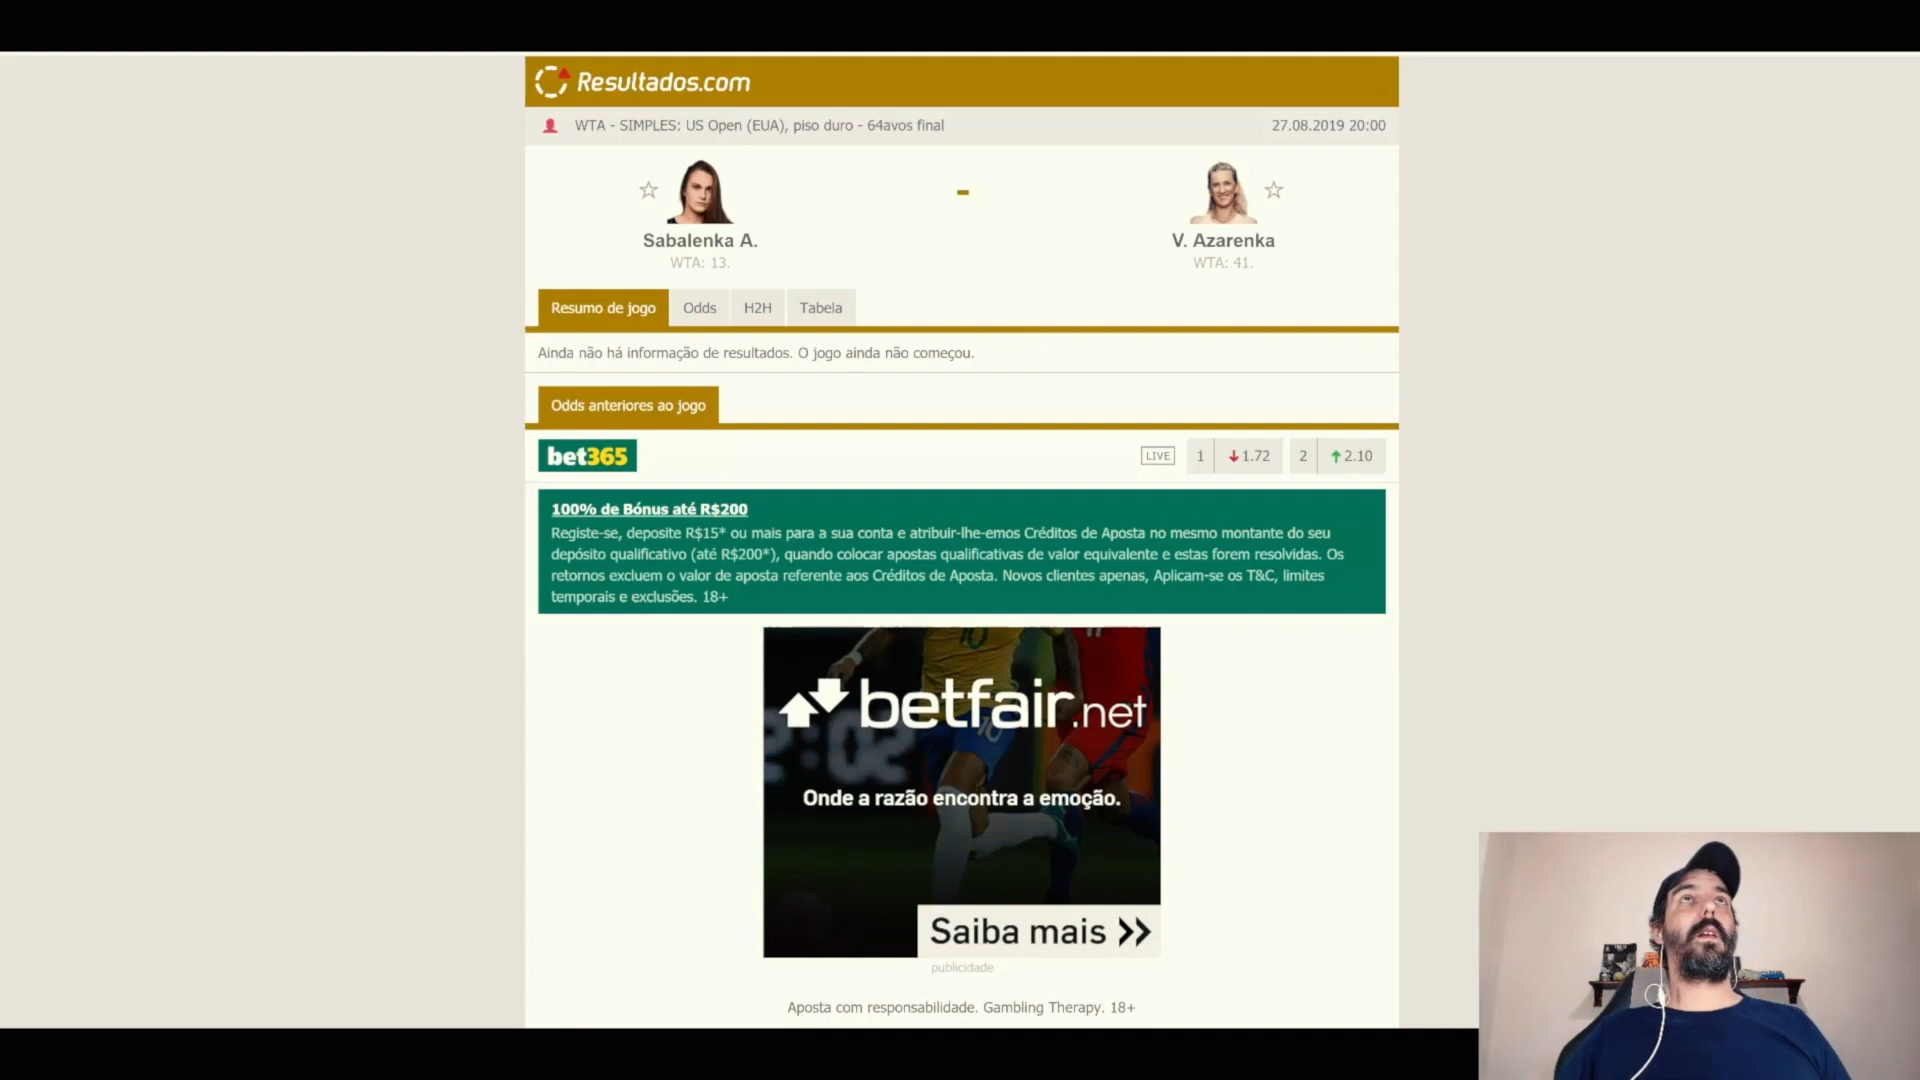 Resultados.com
WTA - SIMPLES: US Open (EUA), piso duro - 64avos final 27.08.2019 20:00
-
Sabalenka A. V. Azarenka
WTA: 13. WTA: 41.
Resumo de jogo Odds H2H Tabela
Ainda não há informação de resultados. O jogo ainda não começou.
Odds anteriores ao jogo
bet365 LIVE 1 1.72 2 2.10
100% de Bónus até R$200
Registe-se, deposite R$15* ou mais para a sua conta e atribuir-lhe-emos Créditos de Aposta no mesmo montante do seu
depósito qualificativo (até R$200*), quando colocar apostas qualificativas de valor equivalente e estas forem resolvidas. Os
retornos excluem o valor de aposta referente aos Créditos de Aposta. Novos clientes apenas, Aplicam-se os T&C, limites
temporais e exclusões. 18+
betfair.net
Onde a razão encontra a emoção.
Saiba mais
publicidade
Aposta com responsabilidade. Gambling Therapy. 18+